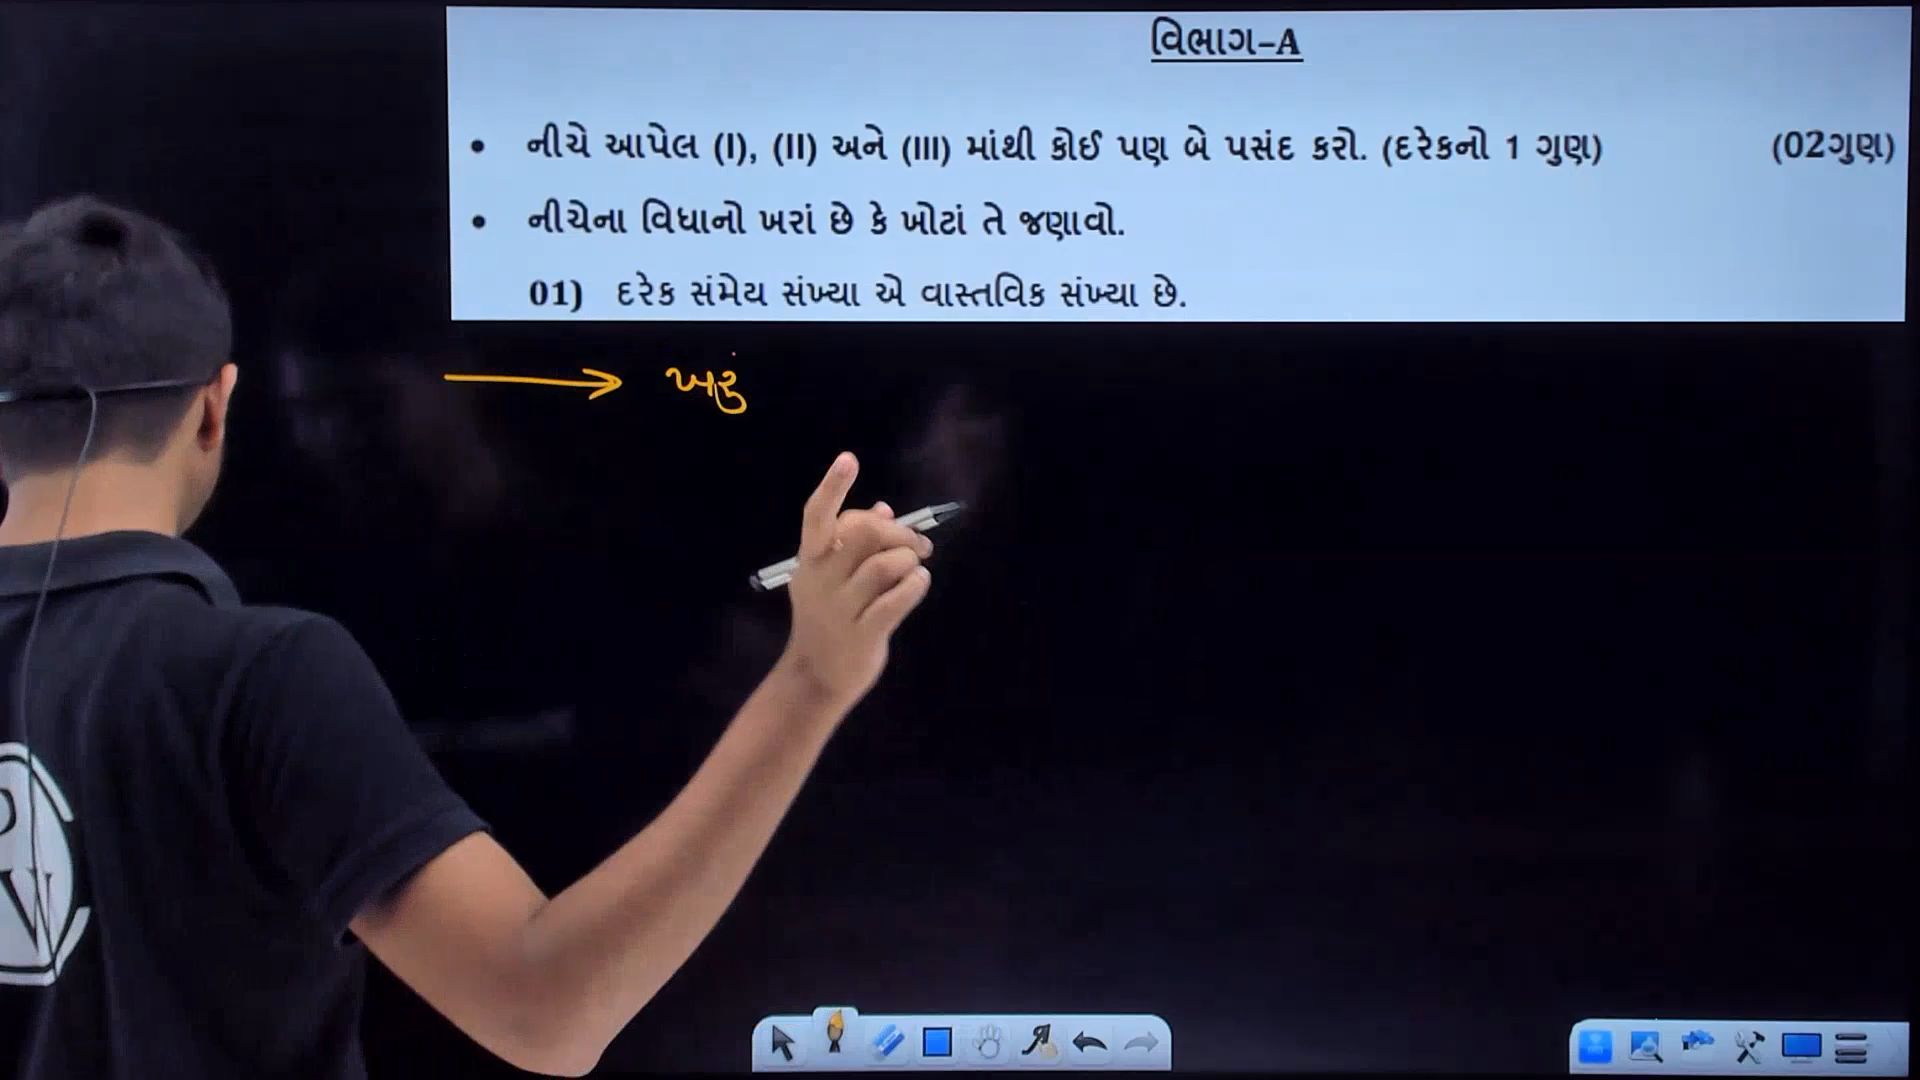 વિભાગ–A
• નીચે આપેલ (I), (II) અને (III) માંથી કોઈ પણ બે પસંદ કરો. (દરેકનો 1 ગુણ) (02ગુણ)
• નીચેના વિધાનો ખરાં છે કે ખોટાં તે જણાવો.
01) દરેક સંમેય સંખ્યા એ વાસ્તવિક સંખ્યા છે.
→ ખરું
P
W